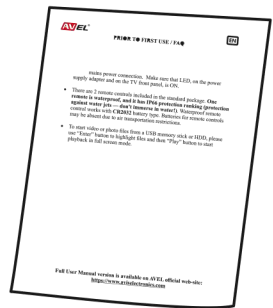 AVEL
PRIOR TO FIRST USE / FAQ
EN
mains power connection. Make sure that LED, on the power
supply adapter and on the TV front panel, is ON.
• There are 2 remote controls included in the standard package. One
remote is waterproof, and it has IP66 protection ranking (protection
against water jets — don't immerse in water!). Waterproof remote
control works with CR2032 battery type. Batteries for remote controls
may be absent due to air transportation restrictions.
• To start video or photo files from a USB memory stick or HDD, please
use "Enter" button to highlight files and then "Play" button to start
playback in full screen mode.
Full User Manual version is available on AVEL official web-site:
https://www.aviselectronics.com